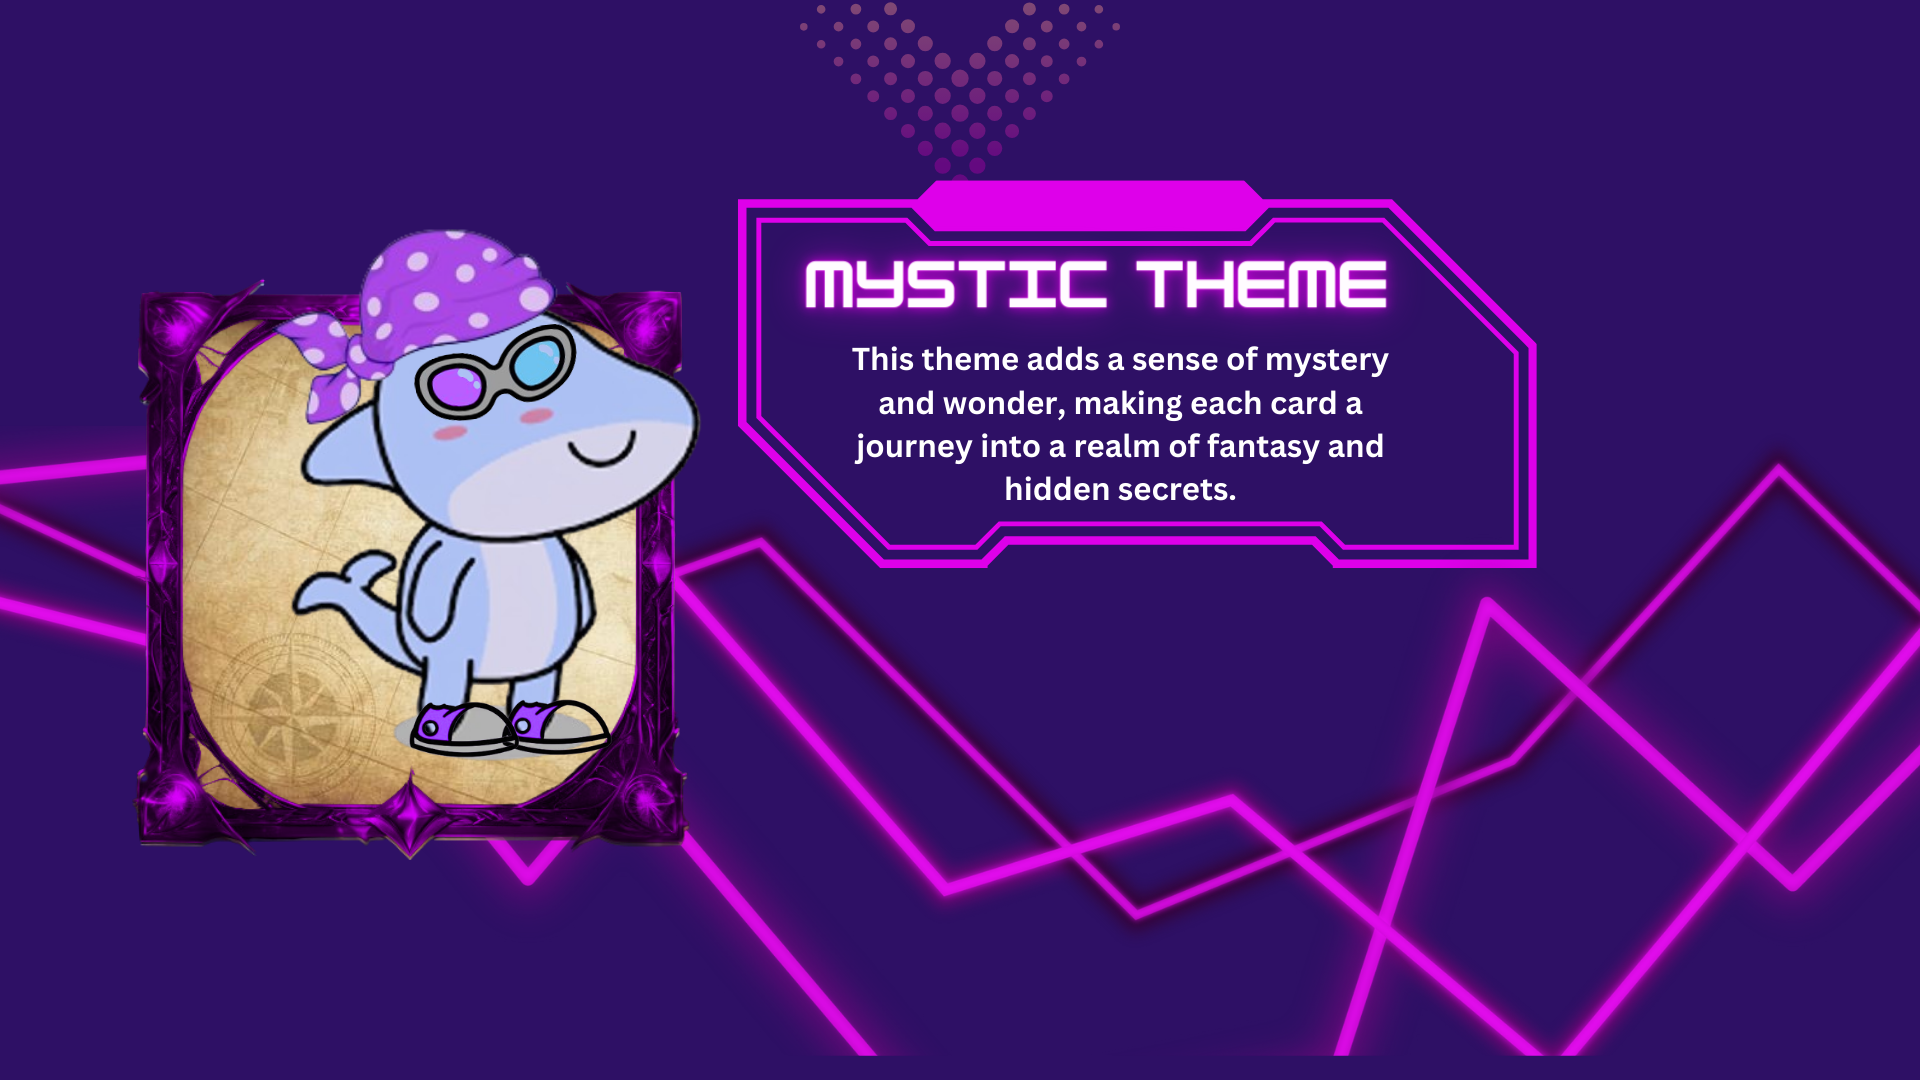 MYSTIC THEME
This theme adds a sense of mystery
and wonder, making each card a
journey into a realm of fantasy and
hidden secrets.